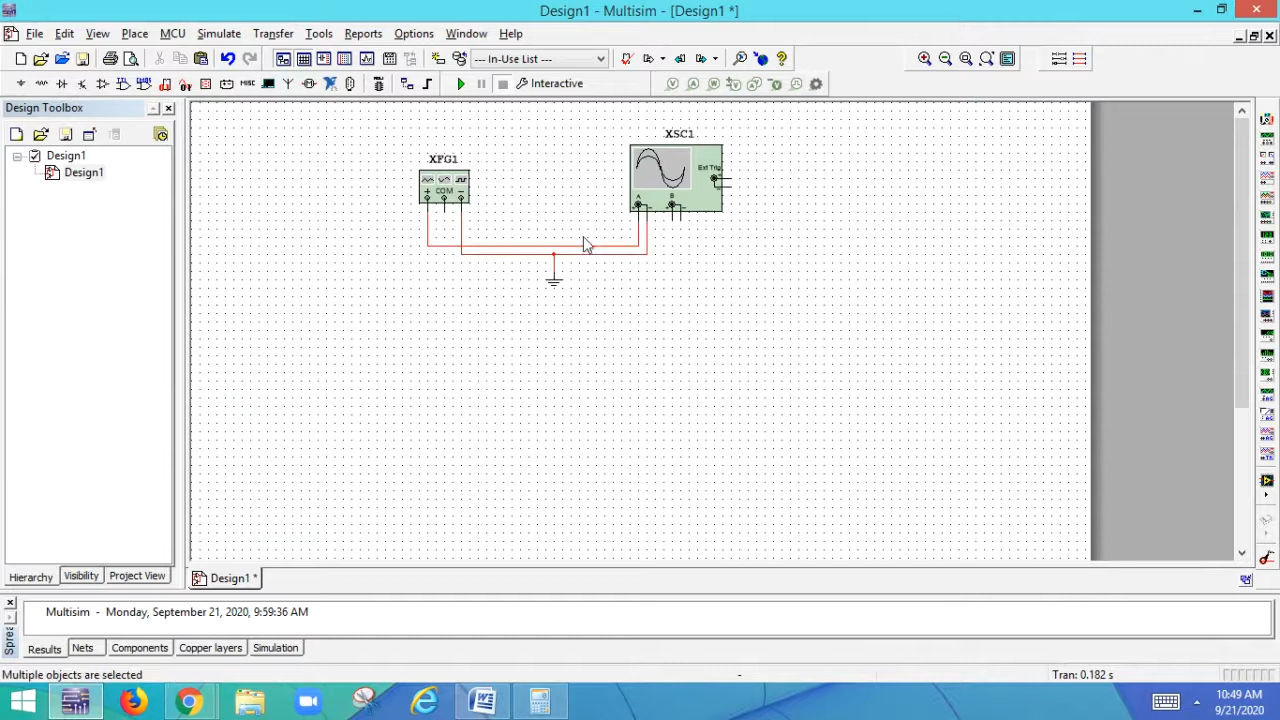 Design1 - Multisim - [Design1 *]
File Edit View Place MCU Simulate Transfer Tools Reports Options Window Help
--- In-Use List ---
Interactive
Design Toolbox
Design1
Design1
XSC1
XFG1
Ext Trig
COM
A B
Hierarchy Visibility Project View
Design1 *
Multisim - Monday, September 21, 2020, 9:59:36 AM
Results Nets Components Copper layers Simulation
Multiple objects are selected
-
Tran: 0.182 s
10:49 AM
9/21/2020